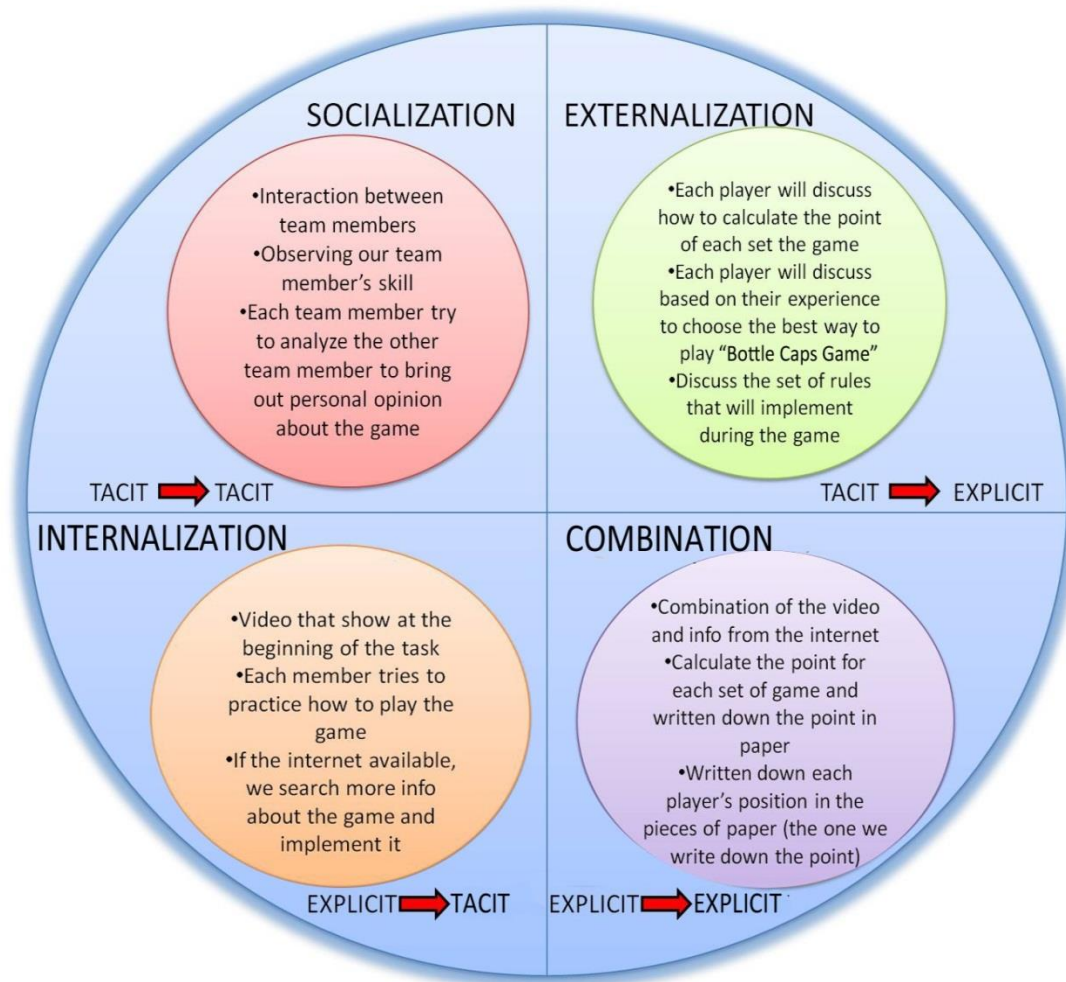 SOCIALIZATION
•Interaction between
team members
•Observing our team
member's skill
•Each team member try
to analyze the other
team member to bring
out personal opinion
about the game
TACIT TACIT
EXTERNALIZATION
•Each player will discuss
how to calculate the point
of each set the game
•Each player will discuss
based on their experience
to choose the best way to
play “Bottle Caps Game”
•Discuss the set of rules
that will implement
during the game
TACIT EXPLICIT
INTERNALIZATION
•Video that show at the
beginning of the task
•Each member tries to
practice how to play the
game
•If the internet available,
we search more info
about the game and
implement it
EXPLICIT TACIT
COMBINATION
•Combination of the video
and info from the internet
•Calculate the point for
each set of game and
written down the point in
paper
•Written down each
player's position in the
pieces of paper (the one we
write down the point)
EXPLICIT EXPLICIT